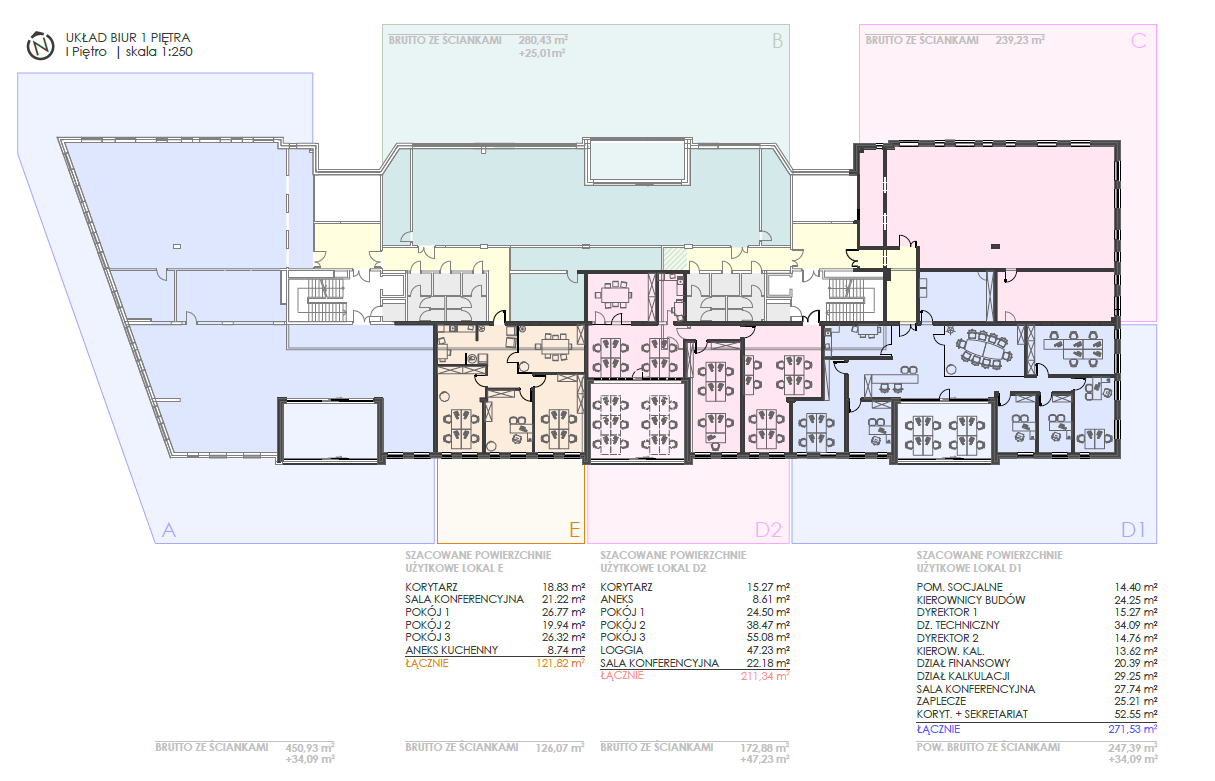 N
UKŁAD BIUR 1 PIĘTRA
I Piętro | skala 1:250
BRUTTO ZE ŚCIANKAMI 280,43 m²
+25,01m²
B
BRUTTO ZE ŚCIANKAMI 239,23 m²
C
A
E
D2
D1
SZACOWANE POWIERZCHNIE
UŻYTKOWE LOKAL E
KORYTARZ 18.83 m²
SALA KONFERENCYJNA 21.22 m²
POKÓJ 1 26.77 m²
POKÓJ 2 19.94 m²
POKÓJ 3 26.32 m²
ANEKS KUCHENNY 8.74 m²
ŁĄCZNIE 121,82 m²
SZACOWANE POWIERZCHNIE
UŻYTKOWE LOKAL D2
KORYTARZ 15.27 m²
ANEKS 8.61 m²
POKÓJ 1 24.50 m²
POKÓJ 2 38.47 m²
POKÓJ 3 55.08 m²
LOGGIA 47.23 m²
SALA KONFERENCYJNA 22.18 m²
ŁĄCZNIE 211,34 m²
SZACOWANE POWIERZCHNIE
UŻYTKOWE LOKAL D1
POM. SOCJALNE 14.40 m²
KIEROWNICY BUDÓW 24.25 m²
DYREKTOR 1 15.27 m²
DZ. TECHNICZNY 34.09 m²
DYREKTOR 2 14.76 m²
KIEROW. KAL. 13.62 m²
DZIAŁ FINANSOWY 20.39 m²
DZIAŁ KALKULACJI 29.25 m²
SALA KONFERENCYJNA 27.74 m²
ZAPLECZE 25.21 m²
KORYT. + SEKRETARIAT 52.55 m²
ŁĄCZNIE 271,53 m²
BRUTTO ZE ŚCIANKAMI 450,93 m²
+34,09 m²
BRUTTO ZE ŚCIANKAMI 126,07 m²
BRUTTO ZE ŚCIANKAMI 172,88 m²
+47,23 m²
POW. BRUTTO ZE ŚCIANKAMI 247,39 m²
+34,09 m²